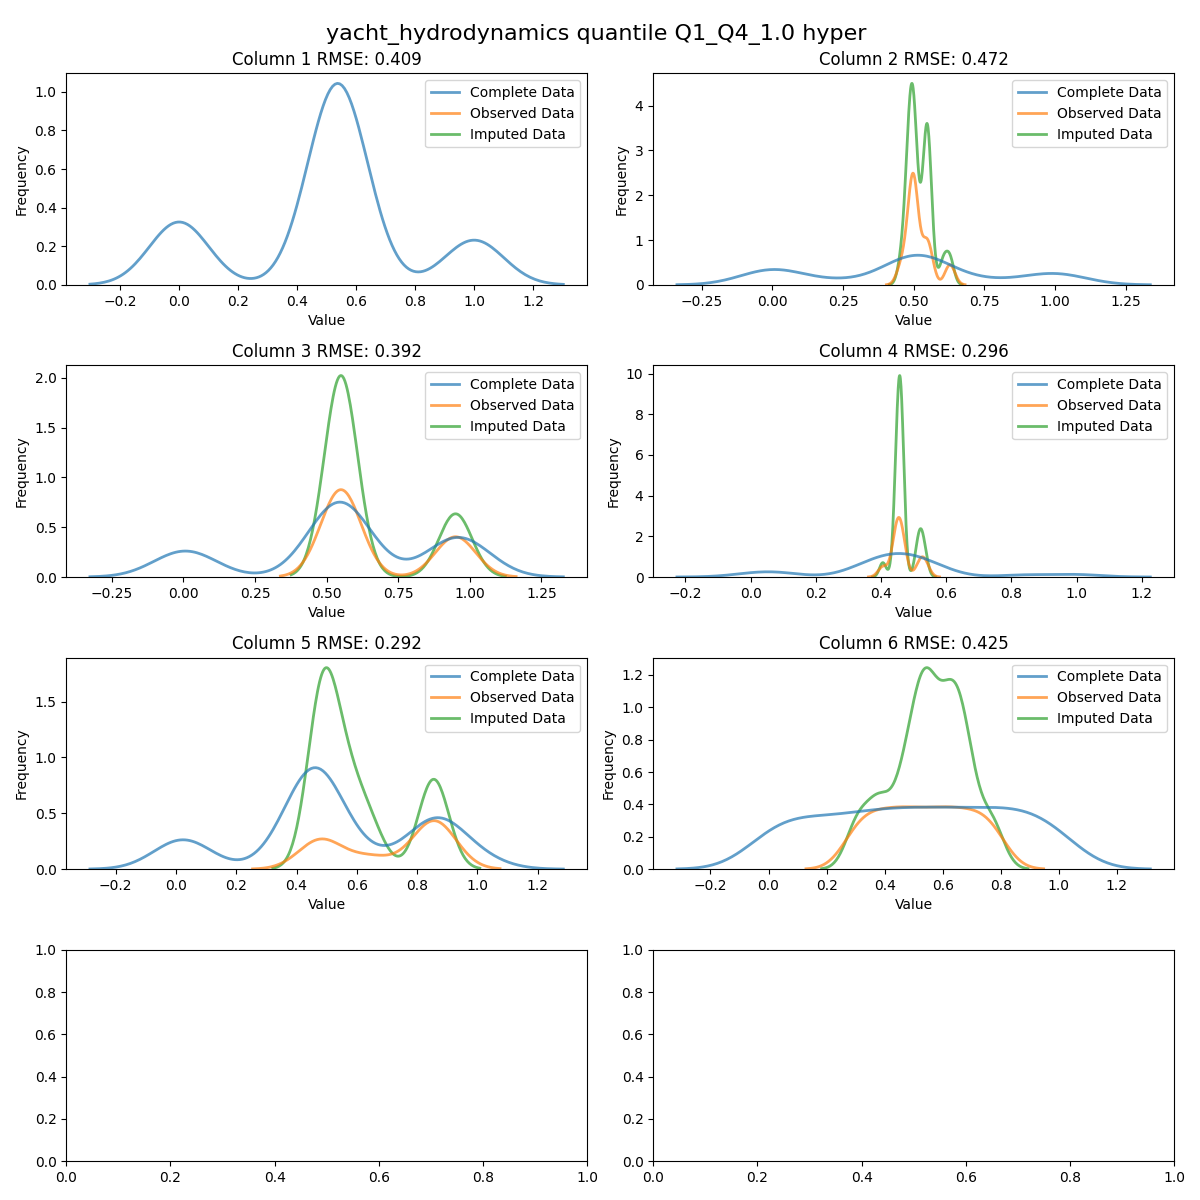 yacht_hydrodynamics quantile Q1_Q4_1.0 hyper
Column 1 RMSE: 0.409
Frequency
1.0
0.8
0.6
0.4
0.2
0.0
Complete Data
Observed Data
Imputed Data
−0.2 0.0 0.2 0.4 0.6 0.8 1.0 1.2
Value
Column 2 RMSE: 0.472
Frequency
4
3
2
1
0
Complete Data
Observed Data
Imputed Data
−0.25 0.00 0.25 0.50 0.75 1.00 1.25
Value
Column 3 RMSE: 0.392
Frequency
2.0
1.5
1.0
0.5
0.0
Complete Data
Observed Data
Imputed Data
−0.25 0.00 0.25 0.50 0.75 1.00 1.25
Value
Column 4 RMSE: 0.296
Frequency
10
8
6
4
2
0
Complete Data
Observed Data
Imputed Data
−0.2 0.0 0.2 0.4 0.6 0.8 1.0 1.2
Value
Column 5 RMSE: 0.292
Frequency
1.5
1.0
0.5
0.0
Complete Data
Observed Data
Imputed Data
−0.2 0.0 0.2 0.4 0.6 0.8 1.0 1.2
Value
Column 6 RMSE: 0.425
Frequency
1.2
1.0
0.8
0.6
0.4
0.2
0.0
Complete Data
Observed Data
Imputed Data
−0.2 0.0 0.2 0.4 0.6 0.8 1.0 1.2
Value
1.0
0.8
0.6
0.4
0.2
0.0
0.0 0.2 0.4 0.6 0.8 1.0
1.0
0.8
0.6
0.4
0.2
0.0
0.0 0.2 0.4 0.6 0.8 1.0